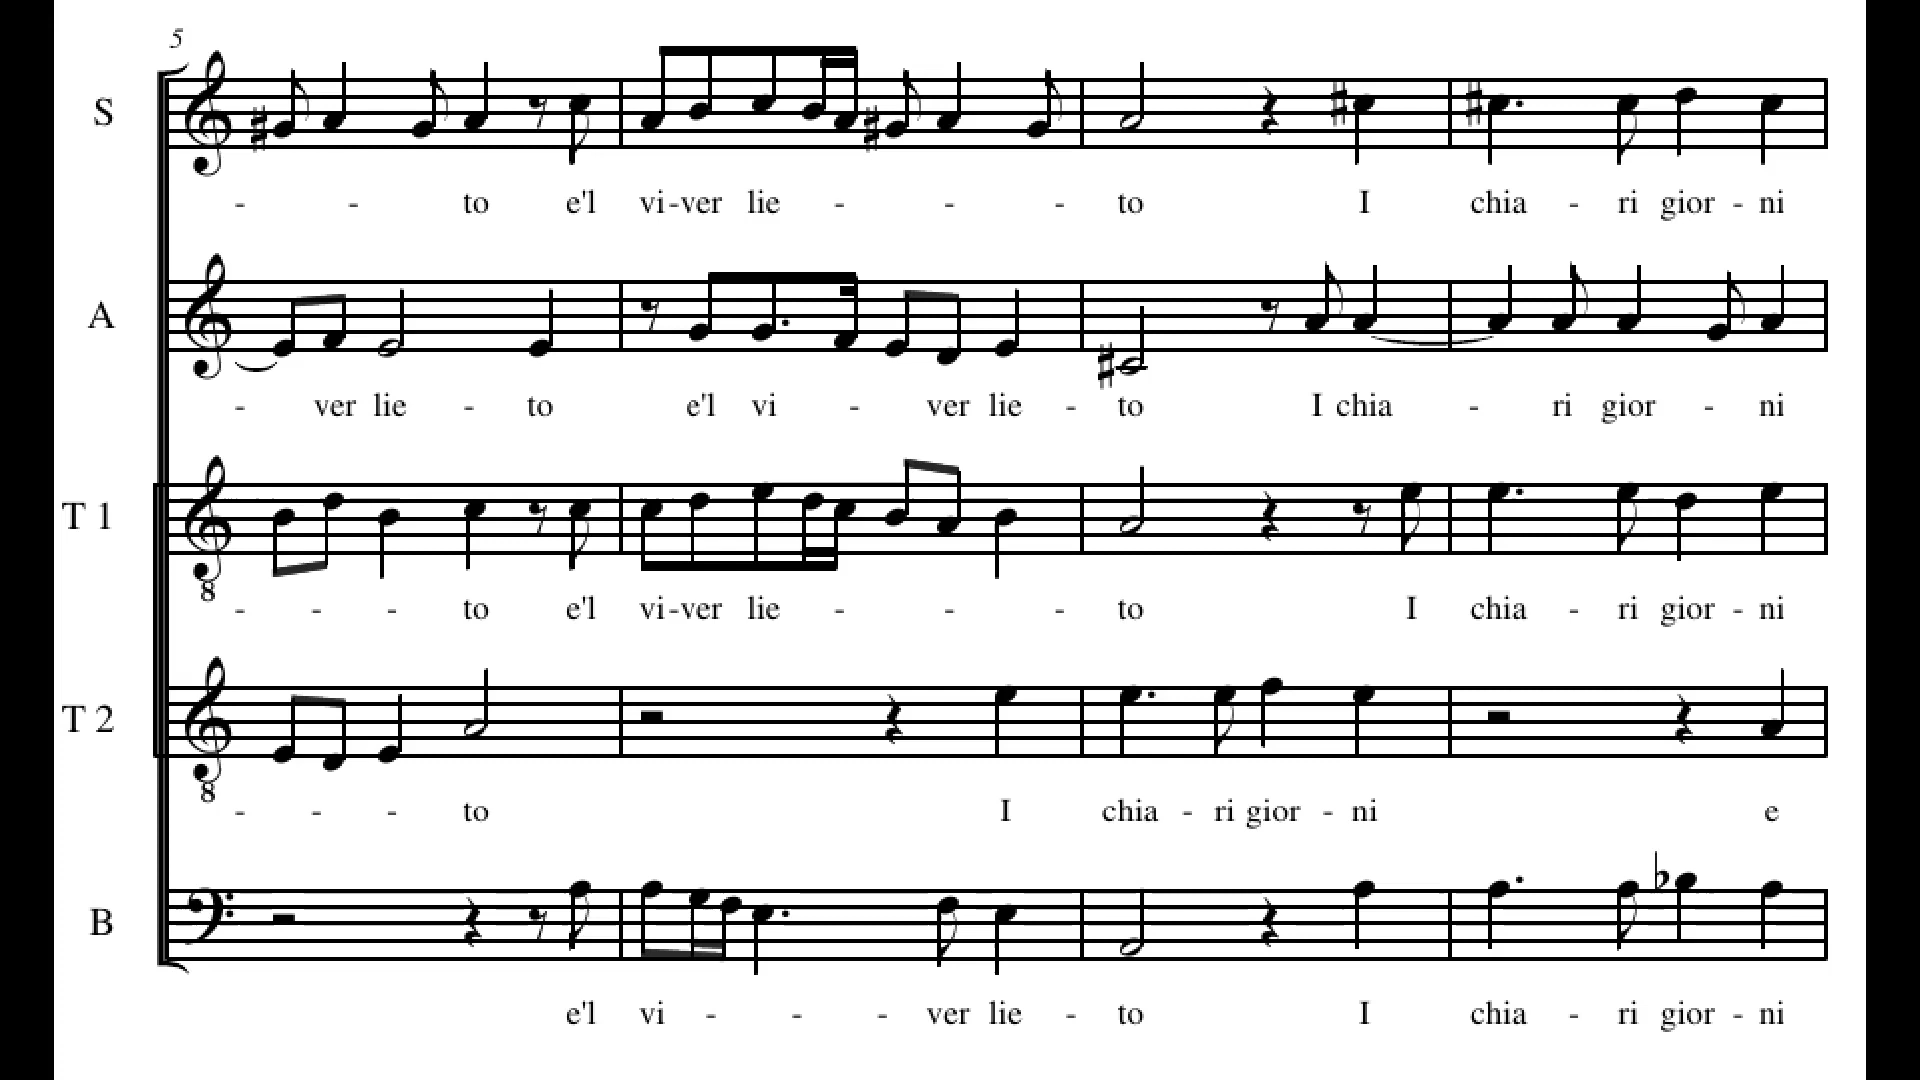 5
S
- - to e'l vi-ver lie - - - to I chia - ri gior - ni
A
- ver lie - to e'l vi - ver lie - to I chia - ri gior - ni
T 1
8
- - - to e'l vi-ver lie - - - to I chia - ri gior - ni
T 2
8
- - - to I chia - ri gior - ni e
B
e'l vi - - - ver lie - to I chia - ri gior - ni